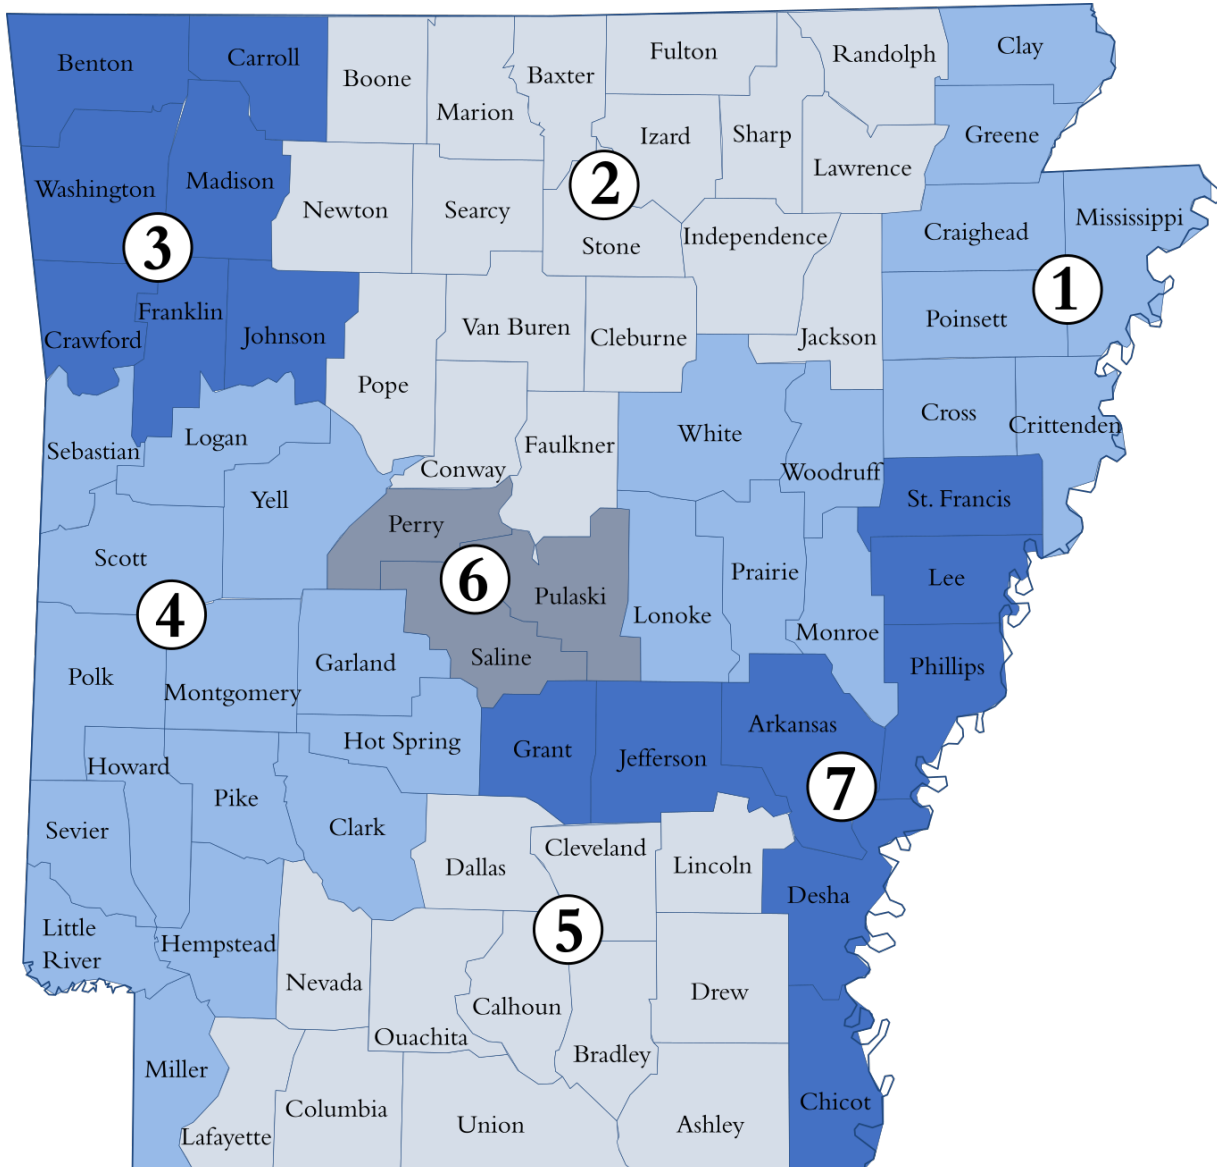 Benton
Carroll
Boone
Marion
Baxter
Fulton
Randolph
Clay
Izard
Sharp
Greene
Lawrence
Washington
Madison
Newton
Searcy
2
Stone
Independence
Craighead
Mississippi
3
1
Franklin
Crawford
Johnson
Van Buren
Cleburne
Jackson
Poinsett
Pope
Cross
Crittenden
Sebastian
Logan
Conway
Faulkner
White
Woodruff
Yell
Perry
St. Francis
Scott
6
Pulaski
Prairie
Lee
4
Lonoke
Monroe
Polk
Montgomery
Garland
Saline
Phillips
Howard
Hot Spring
Grant
Jefferson
Arkansas
7
Pike
Sevier
Clark
Dallas
Cleveland
Lincoln
Desha
Little
River
Hempstead
5
Nevada
Ouachita
Calhoun
Drew
Bradley
Miller
Lafayette
Columbia
Union
Ashley
Chicot